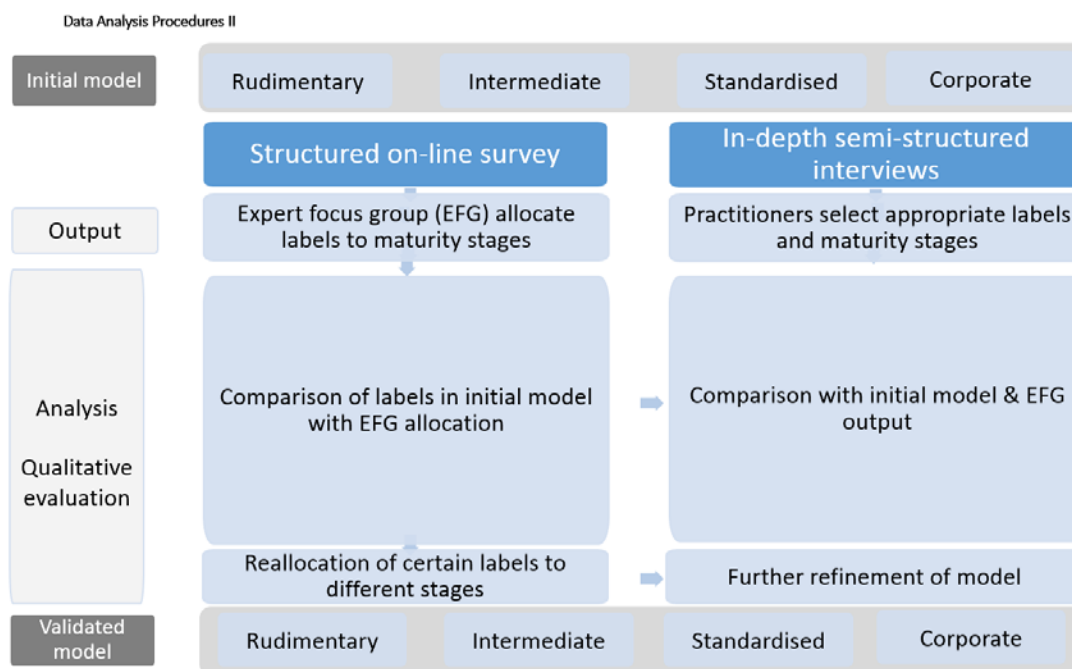 Data Analysis Procedures II
Initial model
Rudimentary
Intermediate
Standardised
Corporate
Structured on-line survey
In-depth semi-structured
interviews
Output
Expert focus group (EFG) allocate
labels to maturity stages
Practitioners select appropriate labels
and maturity stages
Analysis
Qualitative
evaluation
Comparison of labels in initial model
with EFG allocation
Comparison with initial model & EFG
output
Reallocation of certain labels to
different stages
Further refinement of model
Validated
model
Rudimentary
Intermediate
Standardised
Corporate